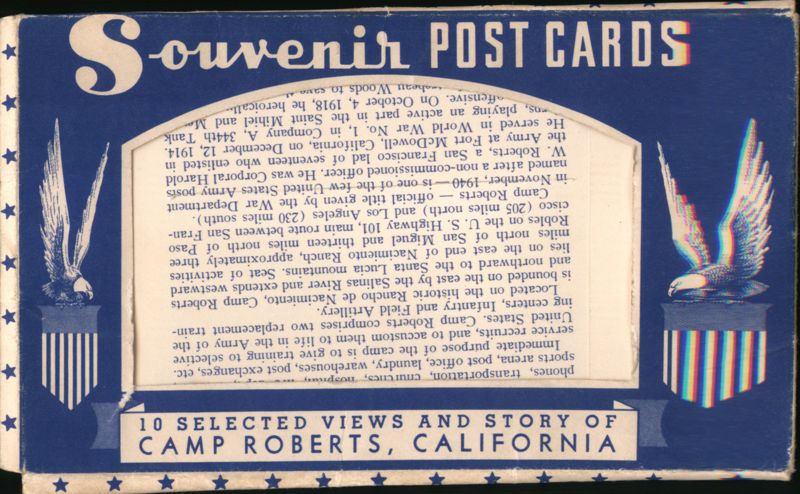 Souvenir POST CARDS
phones, transportation, churches, hospital,
sports arena, post office, laundry, warehouses, post exchanges, etc.
Immediate purpose of the camp is to give training to selective
service recruits, and to accustom them to life in the Army of the
United States. Camp Roberts comprises two replacement train-
ing centers, Infantry and Field Artillery.
Located on the historic Rancho de Nacimiento, Camp Roberts
is bounded on the east by the Salinas River and extends westward
and northward to the Santa Lucia mountains. Seat of activities
lies on the east end of Nacimiento Ranch, approximately three
miles north of San Miguel and thirteen miles north of Paso
Robles on the U. S. Highway 101, main route between San Fran-
cisco (205 miles north) and Los Angeles (230 miles south).
Camp Roberts — official title given by the War Department
in November, 1940 — is one of the few United States Army posts
named after a non-commissioned officer. He was Corporal Harold
W. Roberts, a San Francisco lad of seventeen who enlisted in
the Army at Fort McDowell, California, on December 12, 1914.
He served in World War No. 1, in Company A, 344th Tank
playing an active part in the Saint Mihiel and
offensive. On October 4, 1918, he heroically
Woods to save
10 SELECTED VIEWS AND STORY OF
CAMP ROBERTS, CALIFORNIA